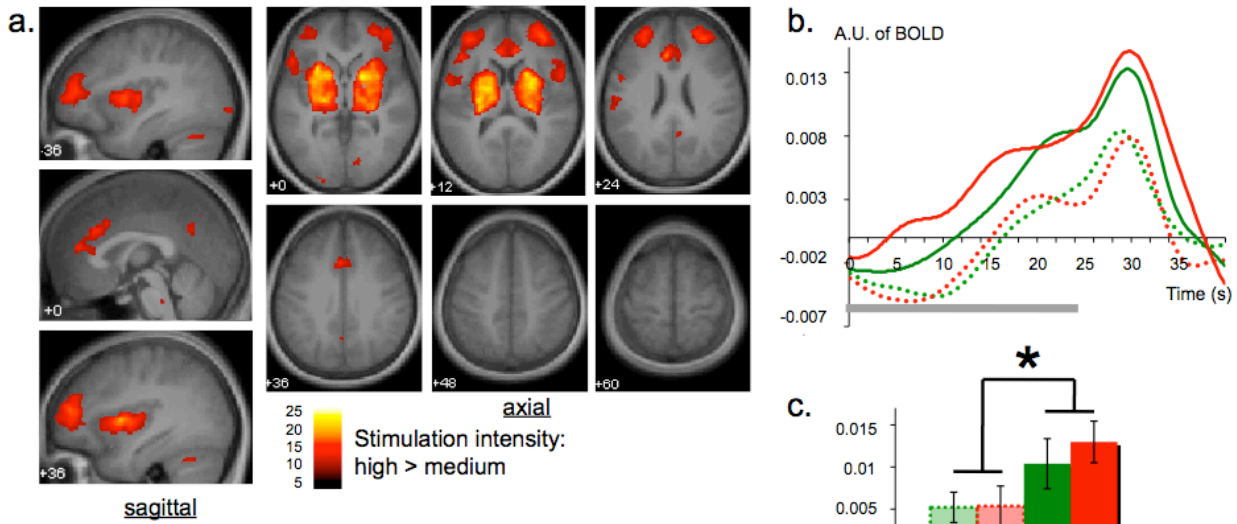 a.
-36
+0
+36
sagittal
+0
+12
+24
+36
+48
+60
axial
25
20
15
10
5
Stimulation intensity:
high > medium
b.
A.U. of BOLD
0.013
0.008
0.003
-0.002
-0.007
0 5 10 15 20 25 30 35
Time (s)
*
c.
0.015
0.01
0.005